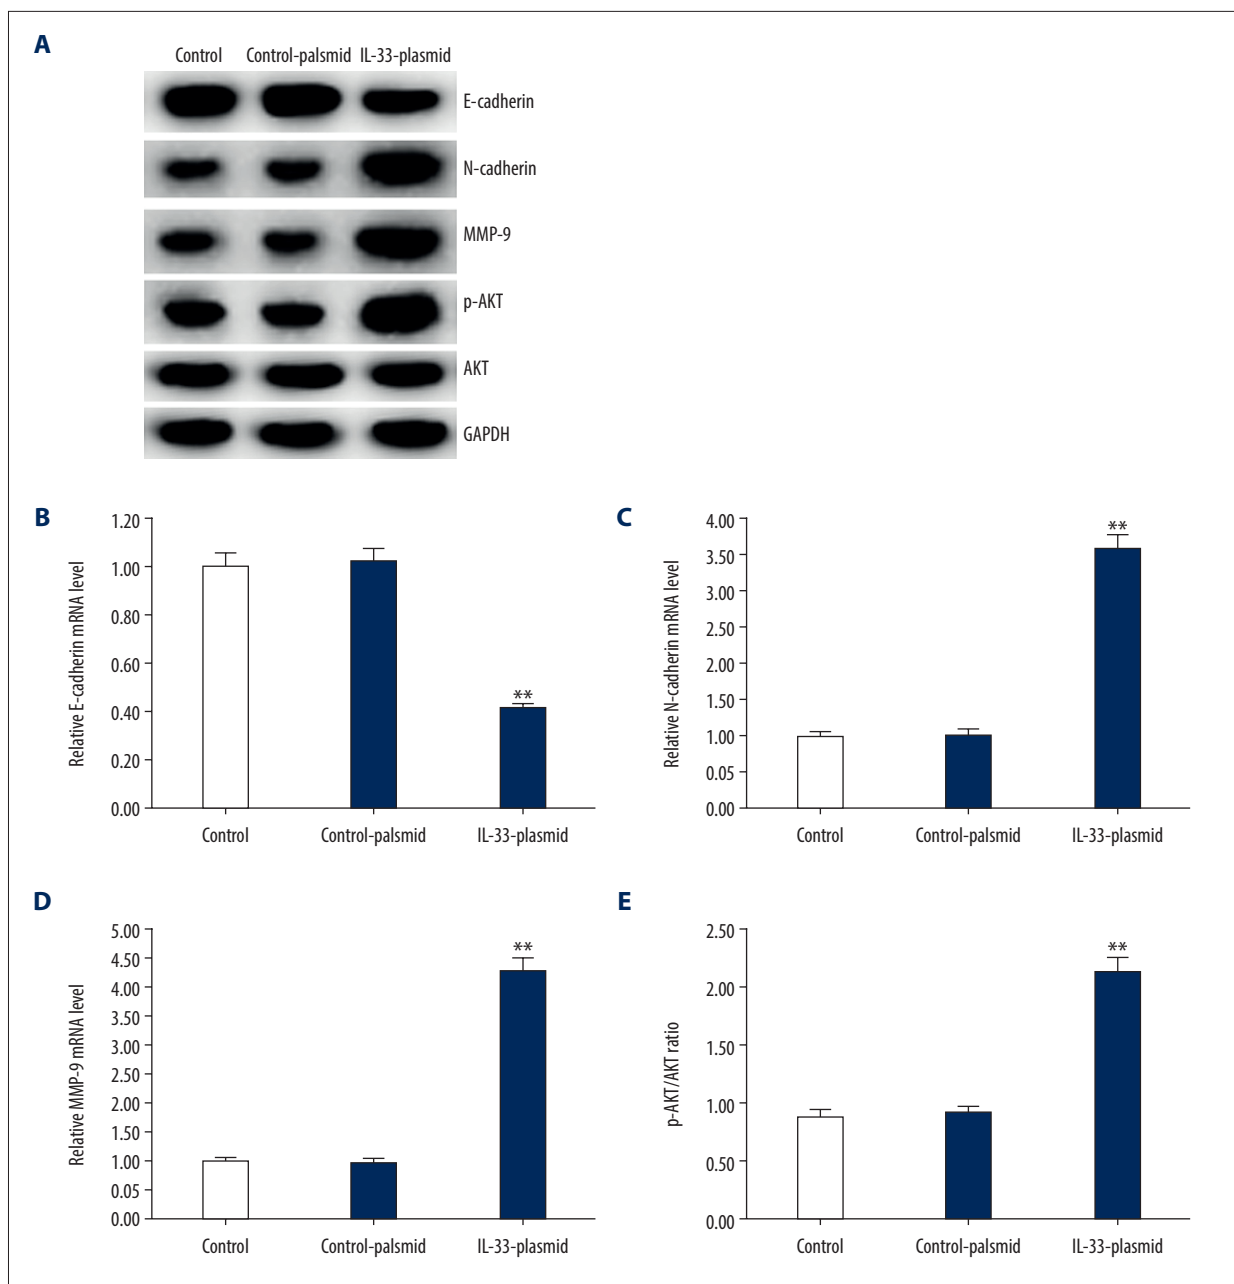 A
Control Control-palsmid IL-33-plasmid
E-cadherin
N-cadherin
MMP-9
p-AKT
AKT
GAPDH
B
Relative E-cadherin mRNA level
1.20
1.00
0.80
0.60
0.40
0.20
0.00
**
Control Control-palsmid IL-33-plasmid
C
Relative N-cadherin mRNA level
4.00
3.50
3.00
2.50
2.00
1.50
1.00
0.05
0.00
**
Control Control-palsmid IL-33-plasmid
D
Relative MMP-9 mRNA level
5.00
4.50
4.00
3.50
3.00
2.50
2.00
1.50
1.00
0.05
0.00
**
Control Control-palsmid IL-33-plasmid
E
p-AKT/AKT ratio
2.50
2.00
1.50
1.00
0.50
0.00
**
Control Control-palsmid IL-33-plasmid